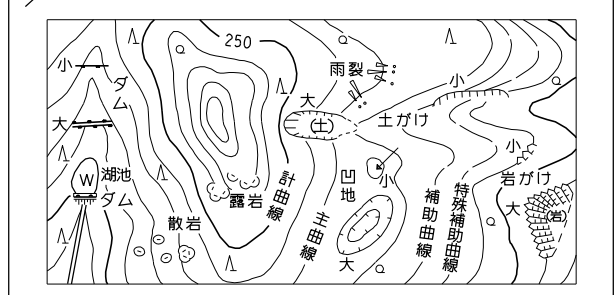 250
小
ダム
大
W
湖池
ダム
散岩
露岩
計曲線
主曲線
雨裂
大
(土)
土がけ
小
凹地
小
大
補助曲線
特殊補助曲線
小
岩がけ
大
(岩)